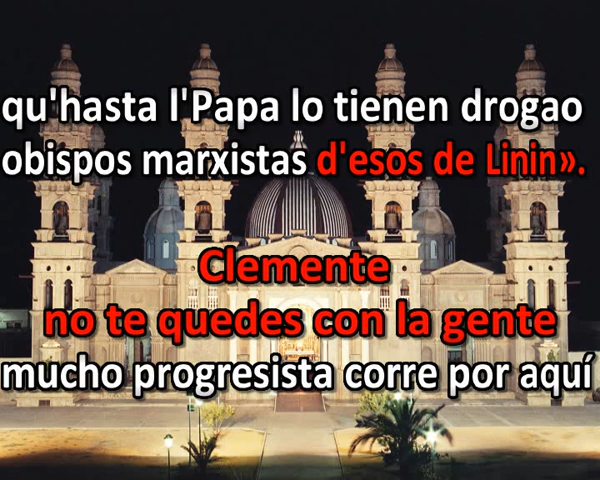 qu'hasta l'Papa lo tienen drogao
obispos marxistas d'esos de Linin».
Clemente
no te quedes con la gente
mucho progresista corre por aquí